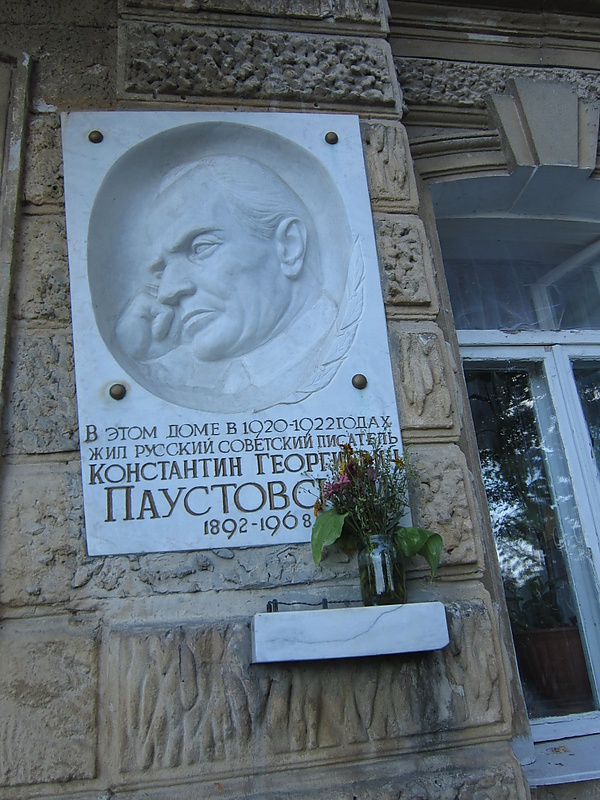 В ЭТОМ ДОМЕ В 1920-1922 ГОДАХ
ЖИЛ РУССКИЙ СОВЕТСКИЙ ПИСАТЕЛЬ
КОНСТАНТИН
1892-1968